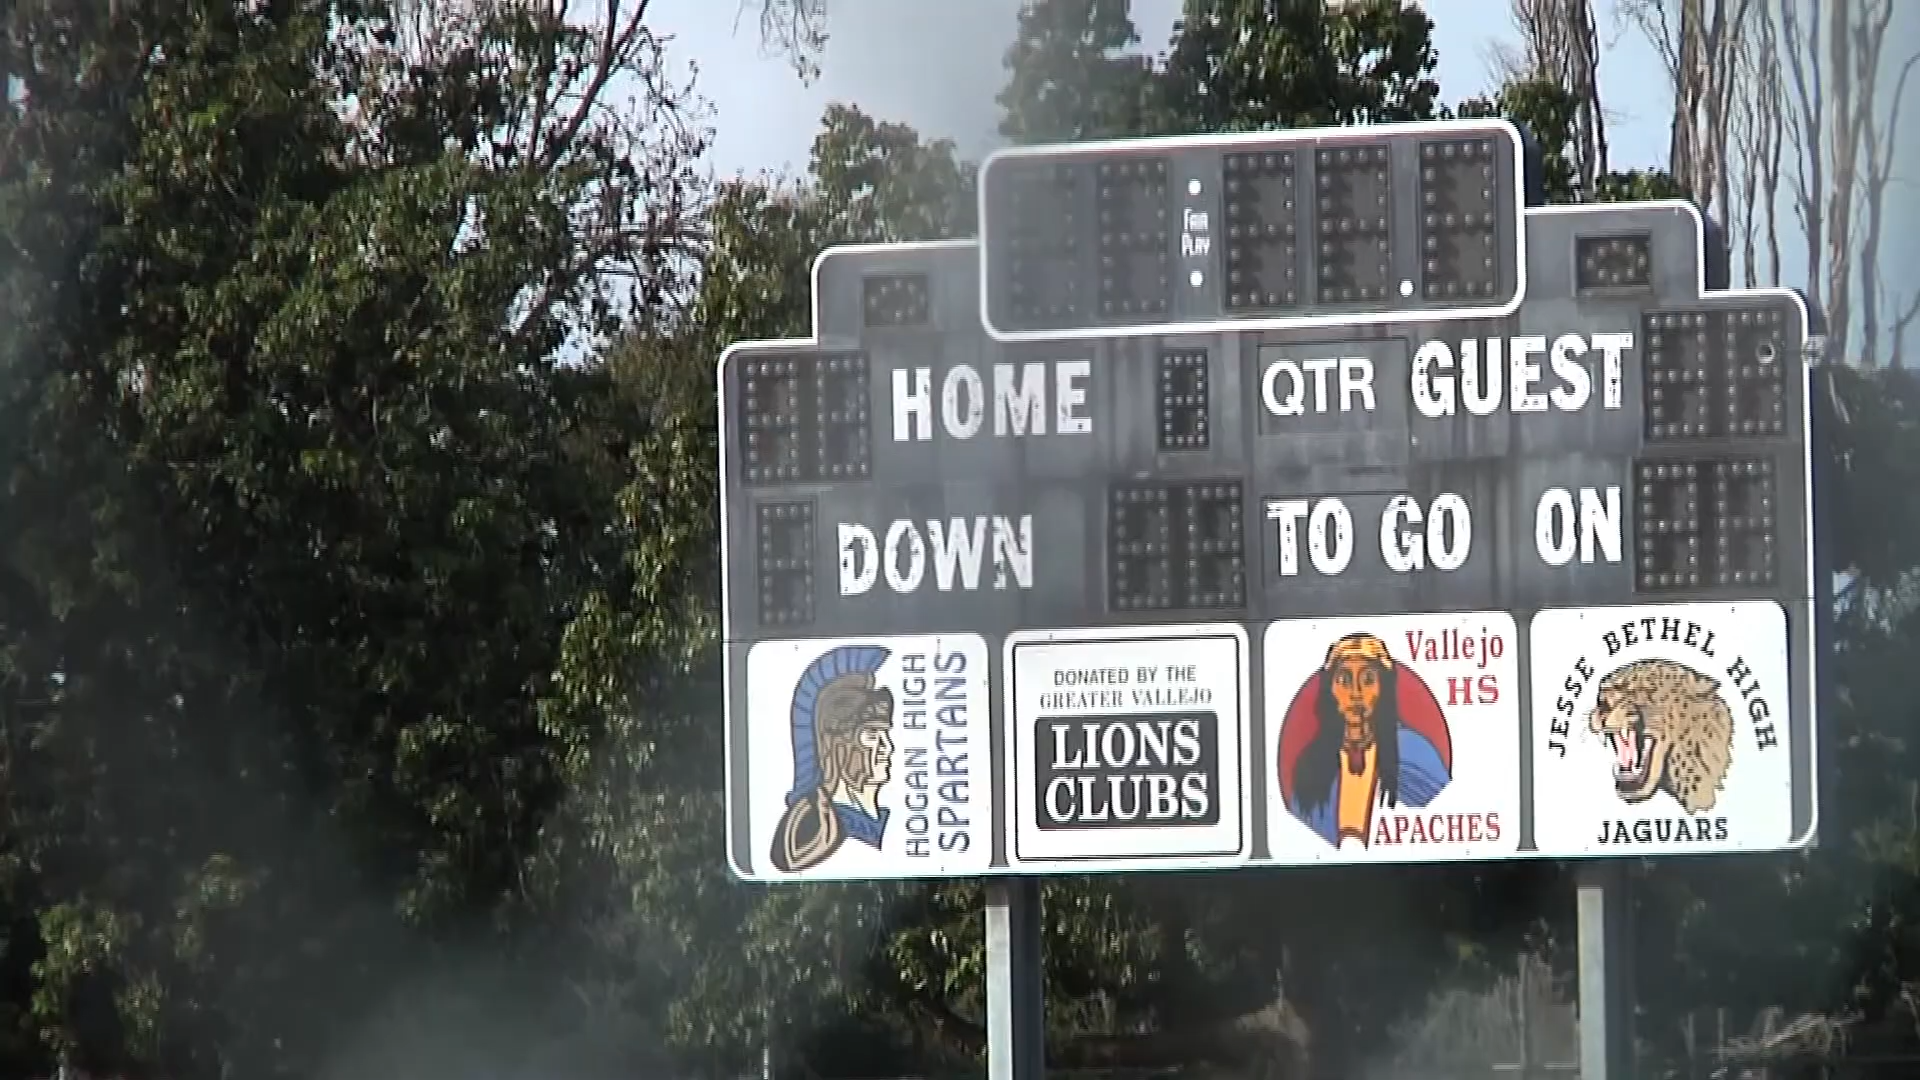 FAIR
PLAY
HOME
QTR
GUEST
DOWN
TO GO
ON
HOGAN HIGH
SPARTANS
DONATED BY THE
GREATER VALLEJO
LIONS
CLUBS
Vallejo
HS
APACHES
JESSE BETHEL HIGH
JAGUARS